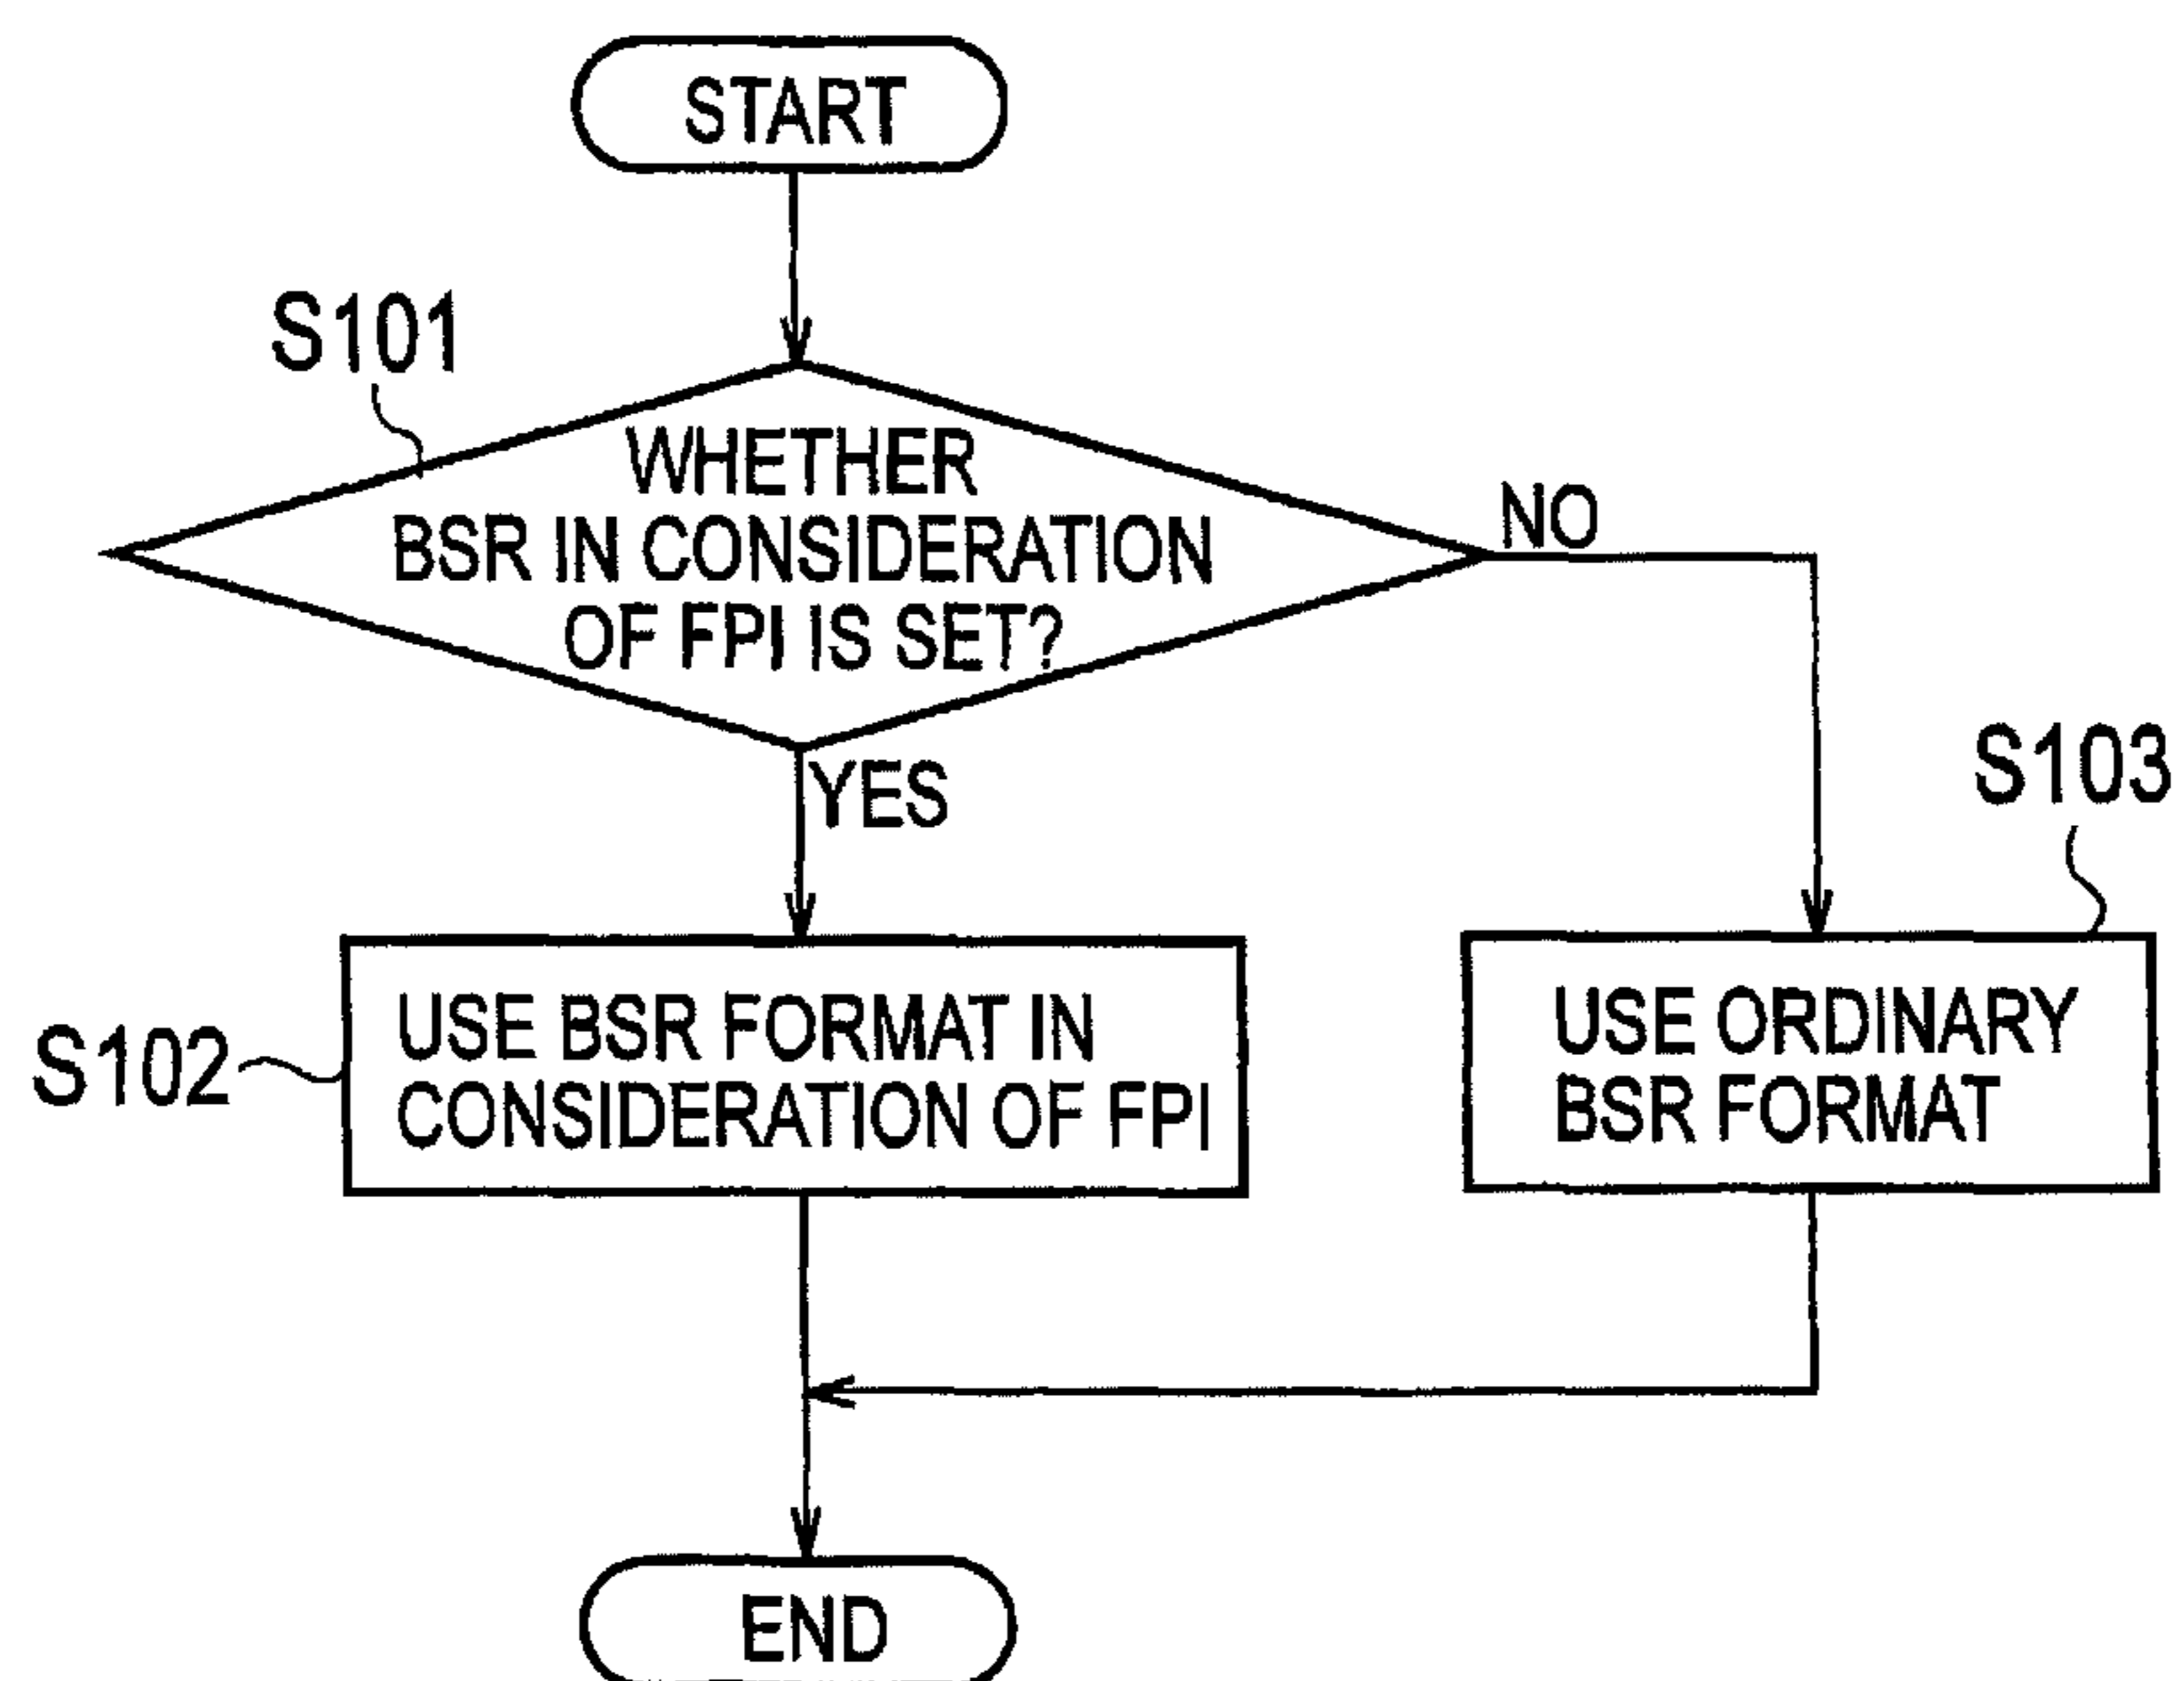 START
S101
WHETHER
BSR IN CONSIDERATION
OF FPI IS SET?
NO
YES
S103
S102
USE BSR FORMAT IN
CONSIDERATION OF FPI
USE ORDINARY
BSR FORMAT
END